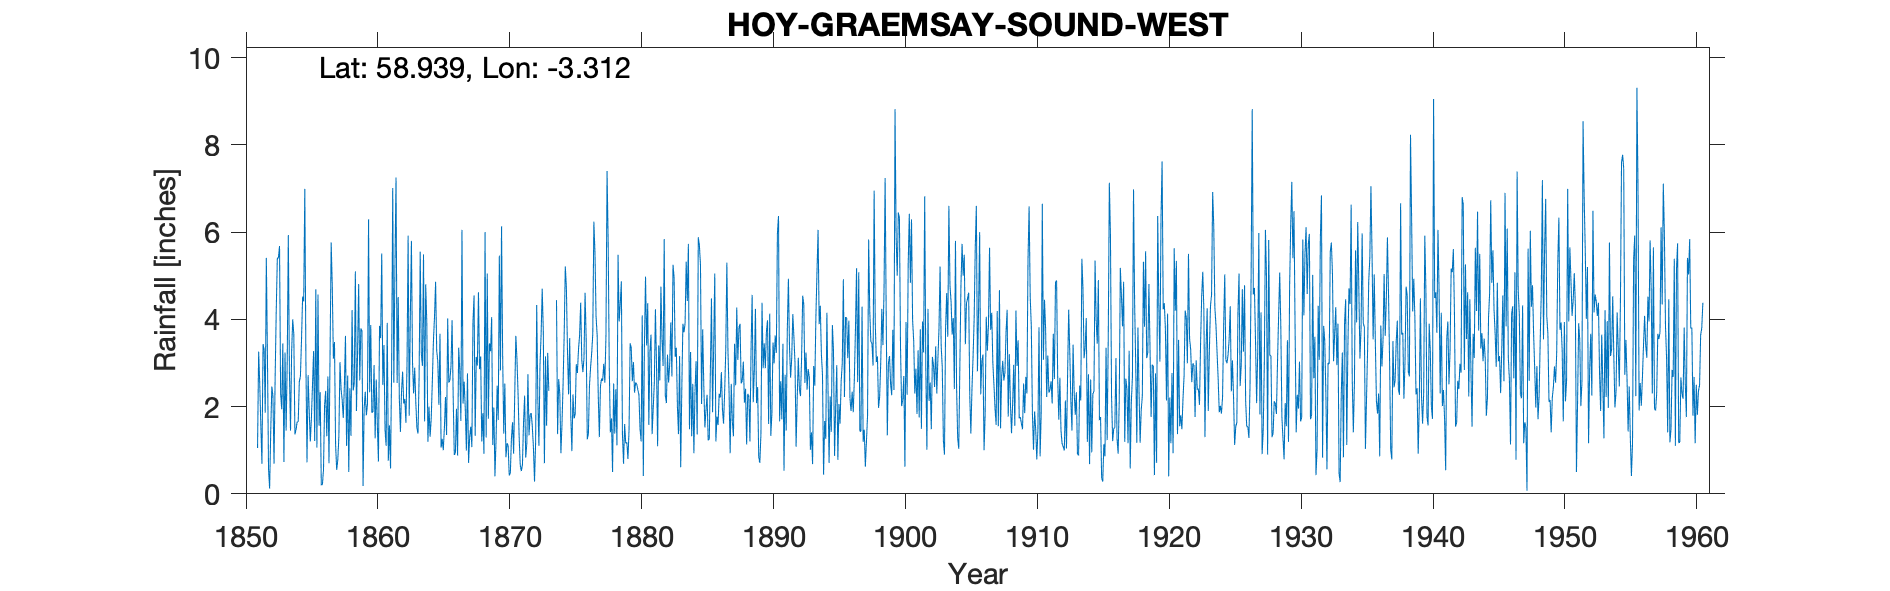 HOY-GRAEMSAY-SOUND-WEST
Lat: 58.939, Lon: -3.312
10
8
6
4
2
0
Rainfall [inches]
1850 1860 1870 1880 1890 1900 1910 1920 1930 1940 1950 1960
Year